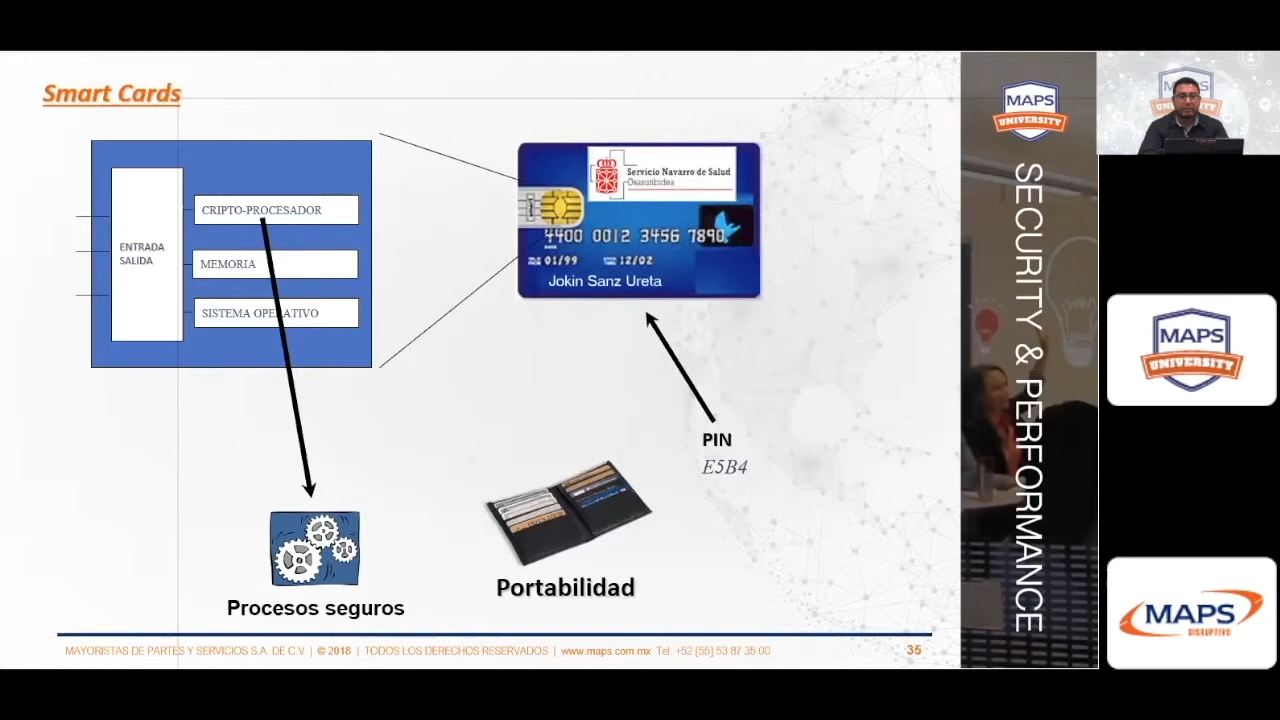 Smart Cards
ENTRADA
SALIDA
CRIPTO-PROCESADOR
MEMORIA
SISTEMA OPERATIVO
Servicio Navarro de Salud
Osasunbidea
4400 0012 3456 7890
01/99 12/02
Jokin Sanz Ureta
PIN
E5B4
Procesos seguros
Portabilidad
MAYORISTAS DE PARTES Y SERVICIOS S.A. DE C.V. | @ 2018 | TODOS LOS DERECHOS RESERVADOS | www.maps.com.mx Tel +52 [55] 53 87 35 00
35
MAPS
UNIVERSITY
SECURITY & PERFORMANCE
MAPS
UNIVERSITY
MAPS
DISRUPTIVO